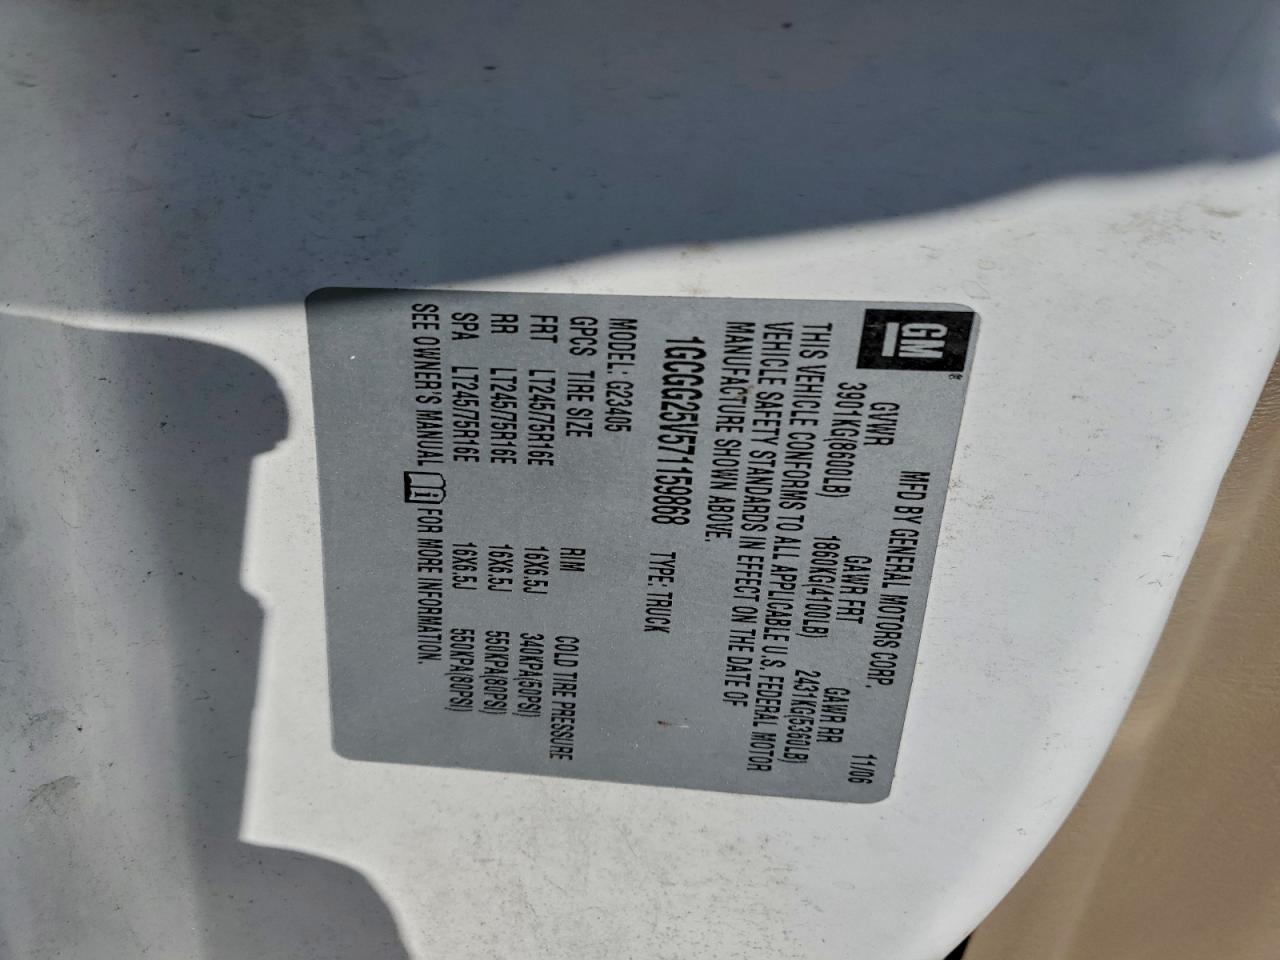 GM
MFD BY GENERAL MOTORS CORP. 11/06
GVWR GAWR FRT GAWR RR
3901KG(8600LB) 1860KG(4100LB) 2431KG(5360LB)
THIS VEHICLE CONFORMS TO ALL APPLICABLE U.S. FEDERAL MOTOR
VEHICLE SAFETY STANDARDS IN EFFECT ON THE DATE OF
MANUFACTURE SHOWN ABOVE.
1GCGG25V571159868 TYPE: TRUCK
MODEL: G23405
GPCS TIRE SIZE RIM COLD TIRE PRESSURE
FRT LT245/75R16E 16X6.5J 340KPA(50PSI)
RR LT245/75R16E 16X6.5J 550KPA(80PSI)
SPA LT245/75R16E 16X6.5J 550KPA(80PSI)
SEE OWNER'S MANUAL FOR MORE INFORMATION.